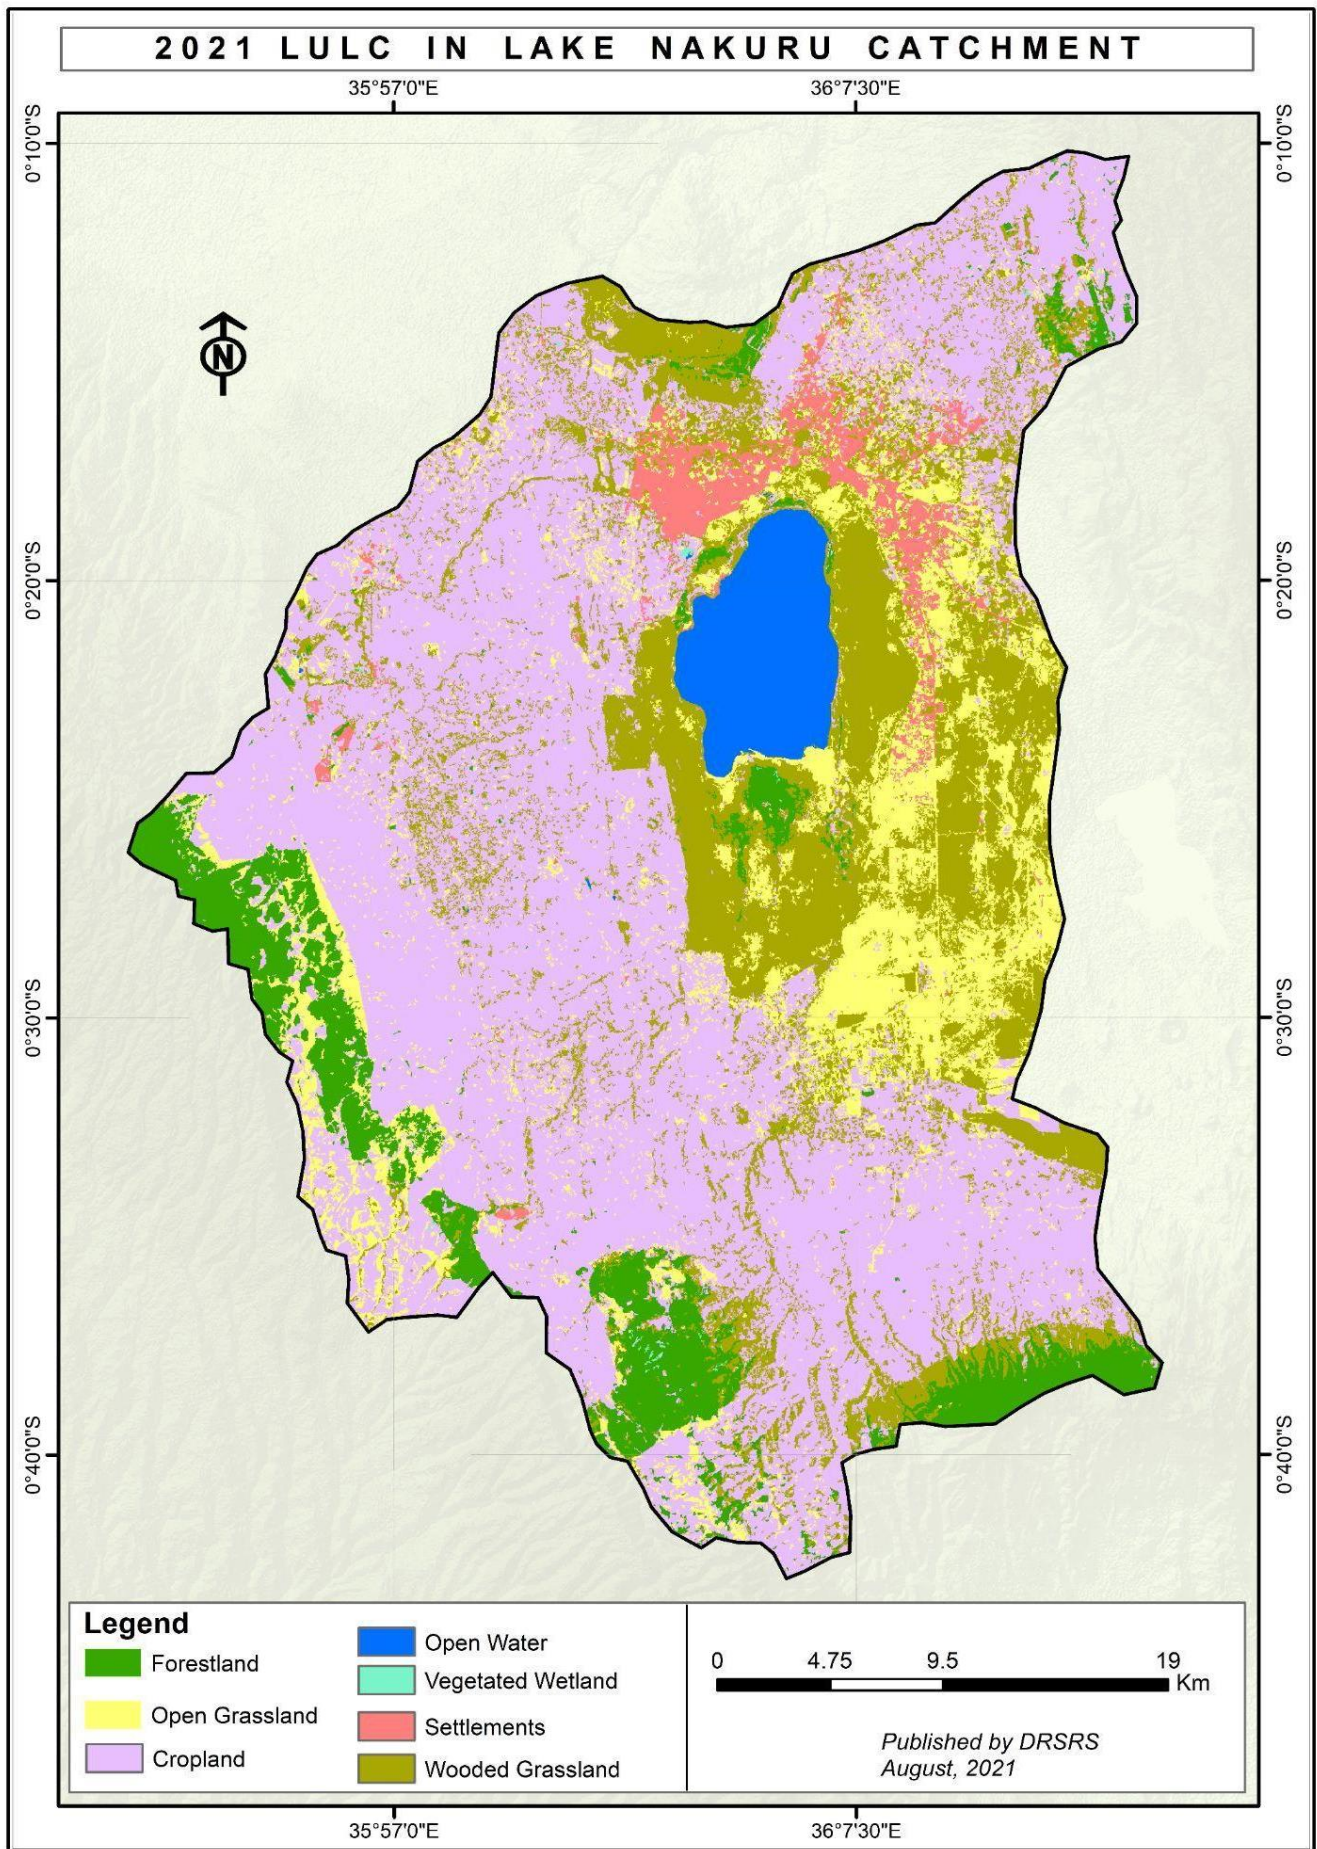 2021 LULC IN LAKE NAKURU CATCHMENT
35°57'0"E 36°7'30"E
0°10'0"S 0°10'0"S
N
0°20'0"S 0°20'0"S
0°30'0"S 0°30'0"S
0°40'0"S 0°40'0"S
Legend
Forestland
Open Grassland
Cropland
Open Water
Vegetated Wetland
Settlements
Wooded Grassland
0 4.75 9.5 19
Km
Published by DRSRS
August, 2021
35°57'0"E 36°7'30"E